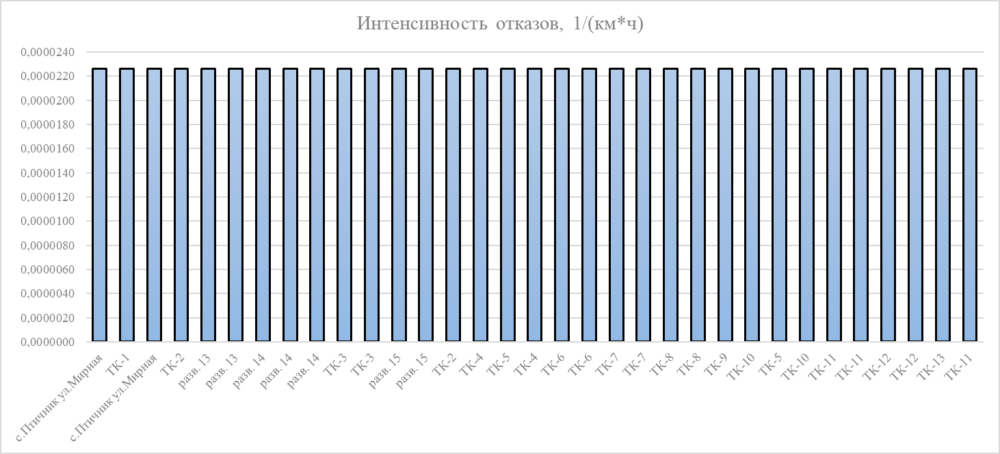 Интенсивность отказов, 1/(км*ч)
0,0000240
0,0000220
0,0000200
0,0000180
0,0000160
0,0000140
0,0000120
0,0000100
0,0000080
0,0000060
0,0000040
0,0000020
0,0000000
с.Птичник ул.Мирная
ТК-1
с.Птичник ул.Мирная
ТК-2
разв. 13
разв. 13
разв. 14
разв. 14
разв. 14
ТК-3
ТК-3
разв. 15
разв. 15
ТК-2
ТК-4
ТК-5
ТК-4
ТК-6
ТК-6
ТК-7
ТК-7
ТК-8
ТК-8
ТК-9
ТК-10
ТК-5
ТК-10
ТК-11
ТК-11
ТК-12
ТК-12
ТК-13
ТК-11